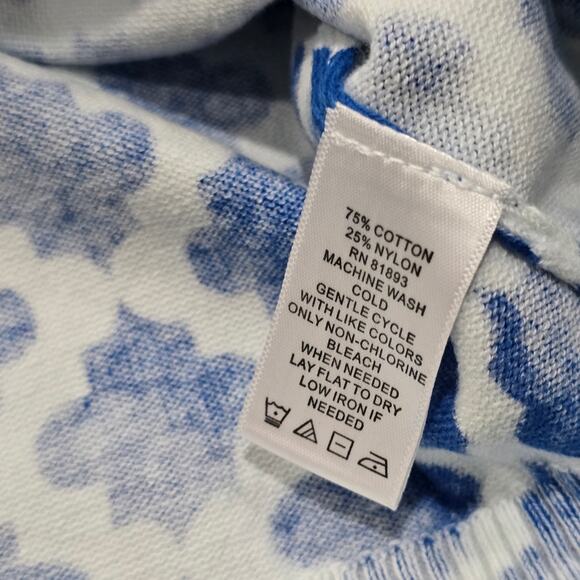 75% COTTON
25% NYLON
RN 81893
MACHINE WASH
COLD
GENTLE CYCLE
WITH LIKE COLORS
ONLY NON-CHLORINE
BLEACH
WHEN NEEDED
LAY FLAT TO DRY
LOW IRON IF
NEEDED